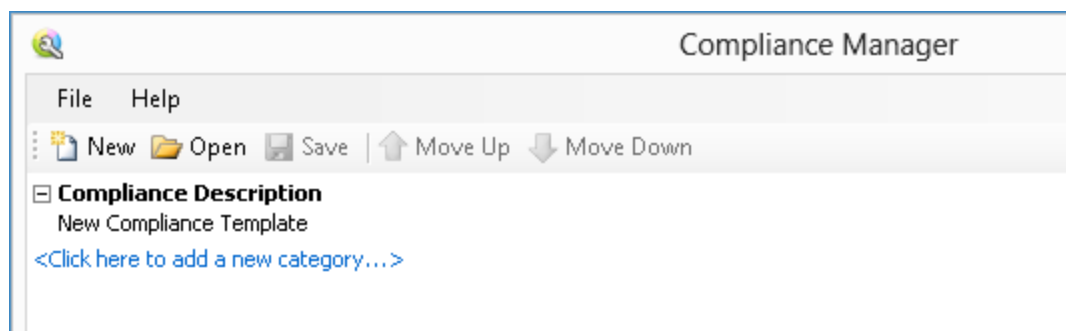 Compliance Manager
File Help
New Open Save Move Up Move Down
Compliance Description
New Compliance Template
<Click here to add a new category...>